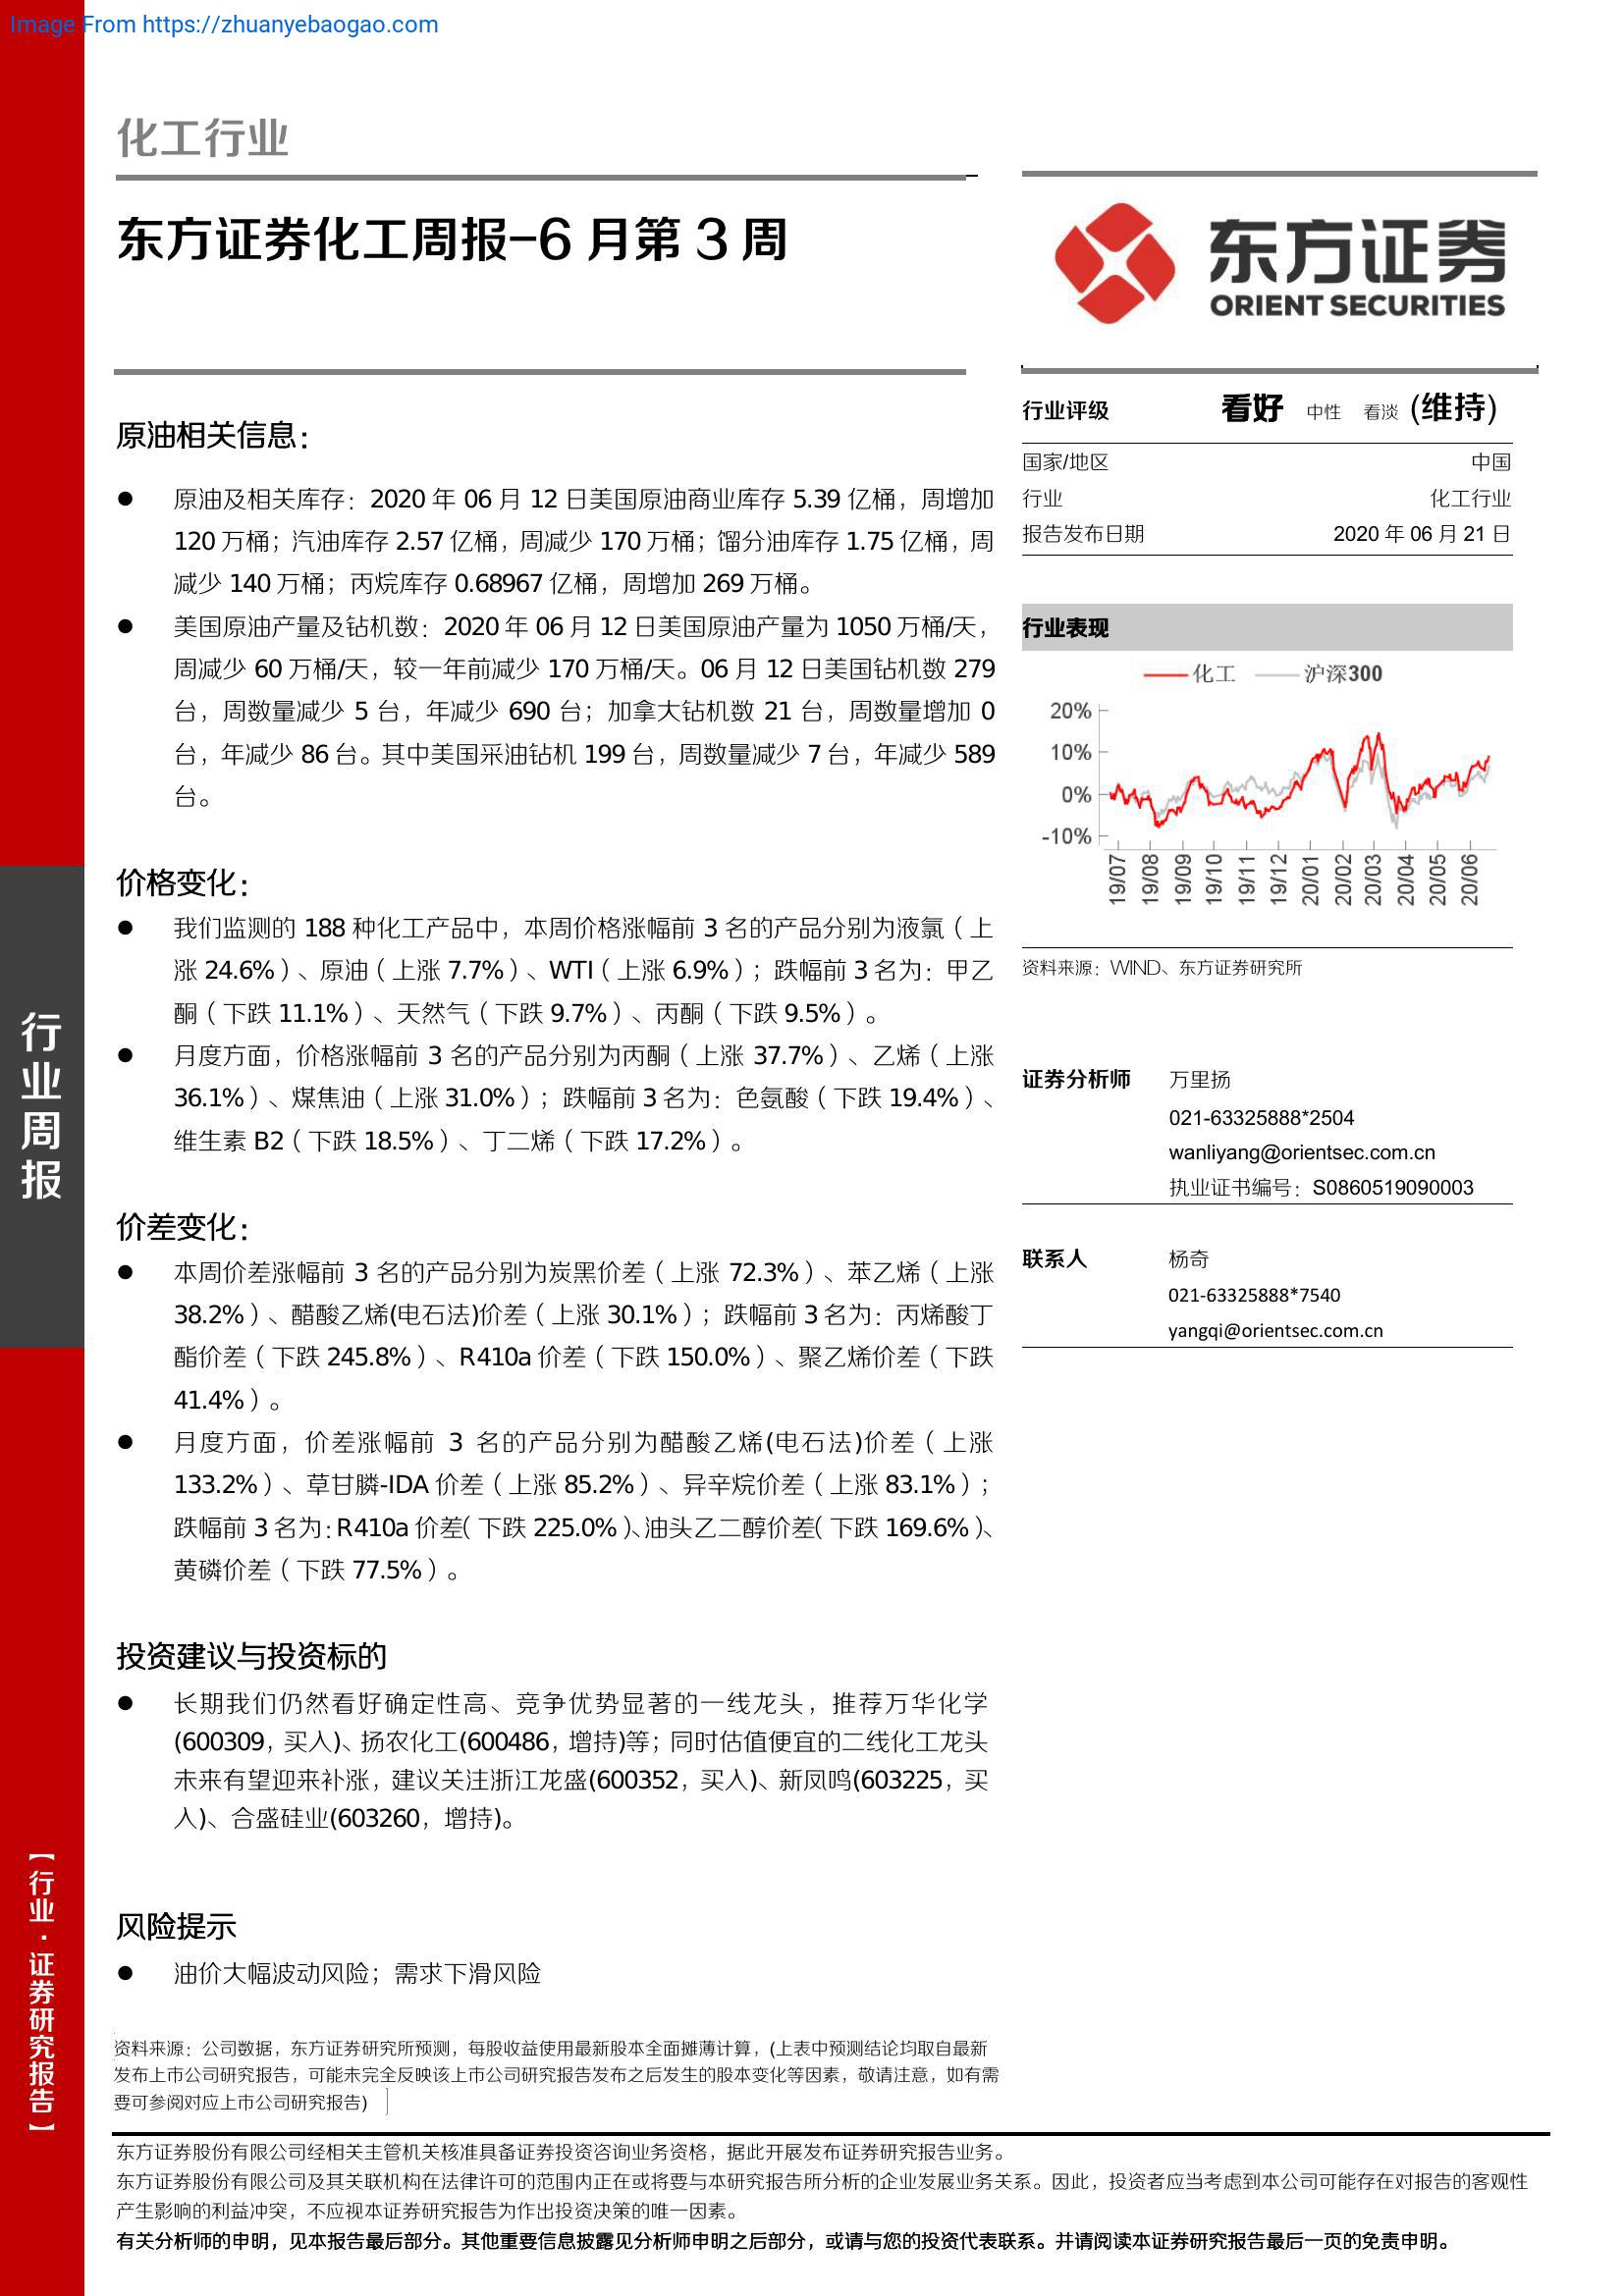 Image From https://zhuanyebaogao.com
化工行业
东方证券化工周报-6 月第 3 周
原油相关信息：
● 原油及相关库存：2020 年 06 月 12 日美国原油商业库存 5.39 亿桶，周增加
120 万桶；汽油库存 2.57 亿桶，周减少 170 万桶；馏分油库存 1.75 亿桶，周
减少 140 万桶；丙烷库存 0.68967 亿桶，周增加 269 万桶。
● 美国原油产量及钻机数：2020 年 06 月 12 日美国原油产量为 1050 万桶/天，
周减少 60 万桶/天，较一年前减少 170 万桶/天。06 月 12 日美国钻机数 279
台，周数量减少 5 台，年减少 690 台；加拿大钻机数 21 台，周数量增加 0
台，年减少 86 台。其中美国采油钻机 199 台，周数量减少 7 台，年减少 589
台。
价格变化：
● 我们监测的 188 种化工产品中，本周价格涨幅前 3 名的产品分别为液氯（上
涨 24.6%）、原油（上涨 7.7%）、WTI（上涨 6.9%）；跌幅前 3 名为：甲乙
酮（下跌 11.1%）、天然气（下跌 9.7%）、丙酮（下跌 9.5%）。
● 月度方面，价格涨幅前 3 名的产品分别为丙酮（上涨 37.7%）、乙烯（上涨
36.1%）、煤焦油（上涨 31.0%）；跌幅前 3 名为：色氨酸（下跌 19.4%）、
维生素 B2（下跌 18.5%）、丁二烯（下跌 17.2%）。
价差变化：
● 本周价差涨幅前 3 名的产品分别为炭黑价差（上涨 72.3%）、苯乙烯（上涨
38.2%）、醋酸乙烯(电石法)价差（上涨 30.1%）；跌幅前 3 名为：丙烯酸丁
酯价差（下跌 245.8%）、R410a 价差（下跌 150.0%）、聚乙烯价差（下跌
41.4%）。
● 月度方面，价差涨幅前 3 名的产品分别为醋酸乙烯(电石法)价差（上涨
133.2%）、草甘膦-IDA 价差（上涨 85.2%）、异辛烷价差（上涨 83.1%）；
跌幅前 3 名为：R410a 价差（下跌 225.0%）、油头乙二醇价差（下跌 169.6%）、
黄磷价差（下跌 77.5%）。
投资建议与投资标的
● 长期我们仍然看好确定性高、竞争优势显著的一线龙头，推荐万华化学
(600309，买入)、扬农化工(600486，增持)等；同时估值便宜的二线化工龙头
未来有望迎来补涨，建议关注浙江龙盛(600352，买入)、新凤鸣(603225，买
入)、合盛硅业(603260，增持)。
风险提示
● 油价大幅波动风险；需求下滑风险
资料来源：公司数据，东方证券研究所预测，每股收益使用最新股本全面摊薄计算，(上表中预测结论均取自最新
发布上市公司研究报告，可能未完全反映该上市公司研究报告发布之后发生的股本变化等因素，敬请注意，如有需
要可参阅对应上市公司研究报告)
东方证券
ORIENT SECURITIES
行业评级 看好 中性 看淡 (维持)
国家/地区 中国
行业 化工行业
报告发布日期 2020 年 06 月 21 日
行业表现
化工 沪深300
20%
10%
0%
-10%
19/07 19/08 19/09 19/10 19/11 19/12 20/01 20/02 20/03 20/04 20/05 20/06
资料来源：WIND、东方证券研究所
证券分析师 万里扬
021-63325888*2504
wanliyang@orientsec.com.cn
执业证书编号：S0860519090003
联系人 杨奇
021-63325888*7540
yangqi@orientsec.com.cn
行业周报
【行业·证券研究报告】
东方证券股份有限公司经相关主管机关核准具备证券投资咨询业务资格，据此开展发布证券研究报告业务。
东方证券股份有限公司及其关联机构在法律许可的范围内正在或将要与本研究报告所分析的企业发展业务关系。因此，投资者应当考虑到本公司可能存在对报告的客观性
产生影响的利益冲突，不应视本证券研究报告为作出投资决策的唯一因素。
有关分析师的申明，见本报告最后部分。其他重要信息披露见分析师申明之后部分，或请与您的投资代表联系。并请阅读本证券研究报告最后一页的免责申明。